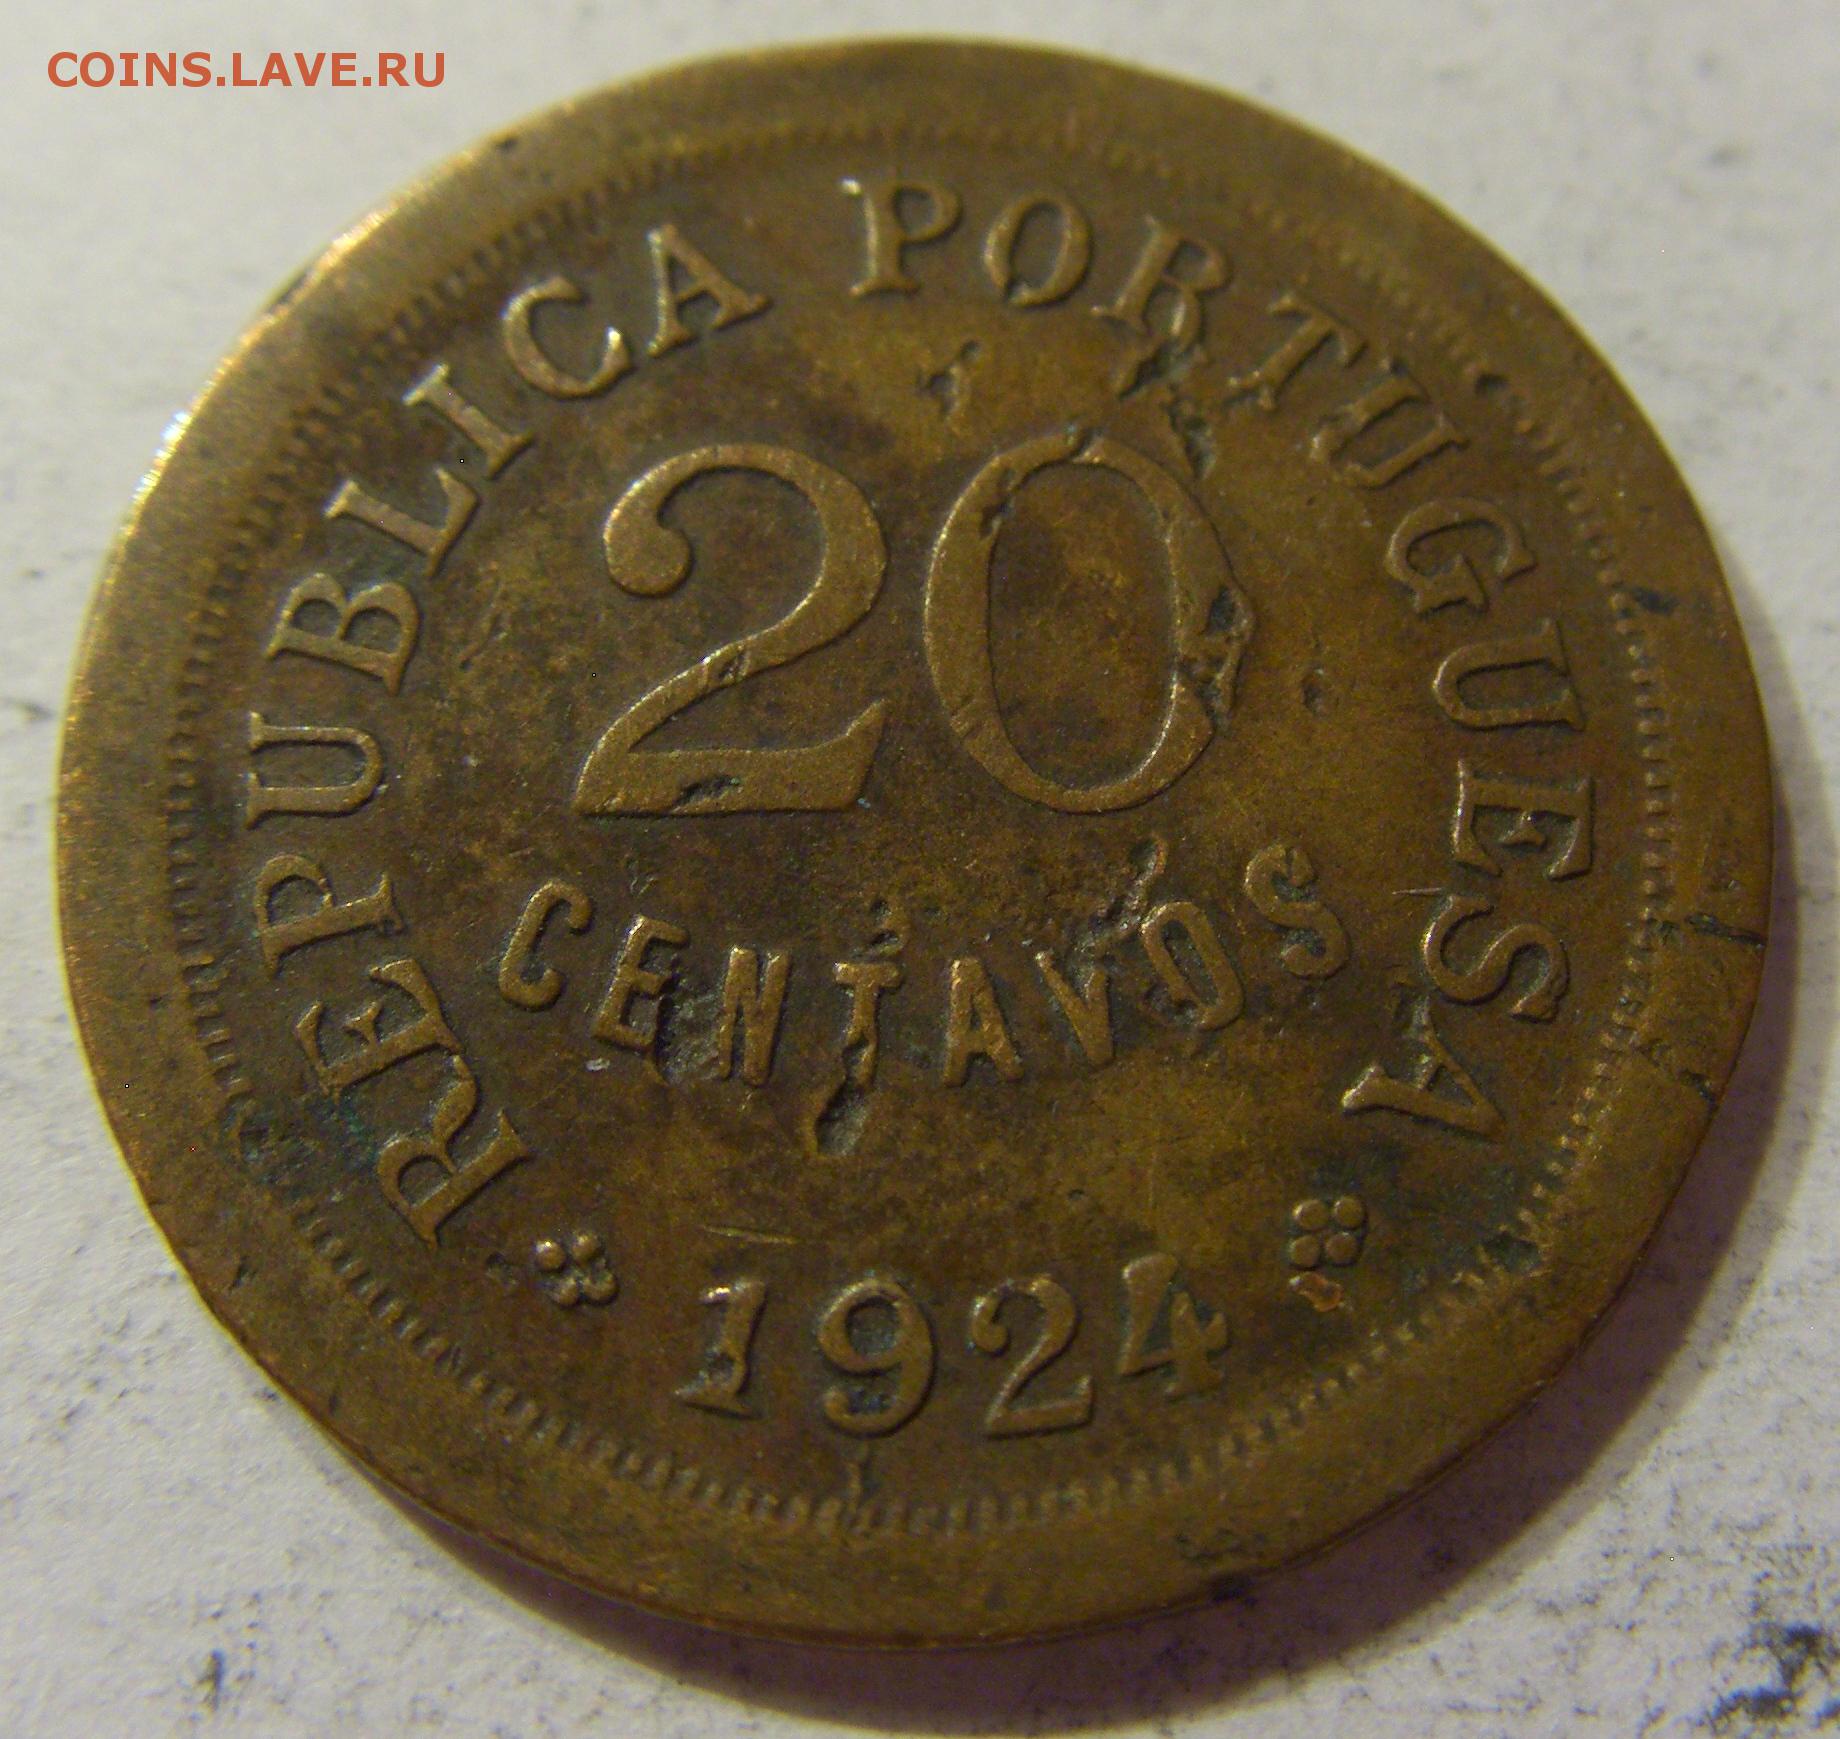 COINS.LAVE.RU
REPUBLICA PORTUGUESA
20
CENTAVOS
1924